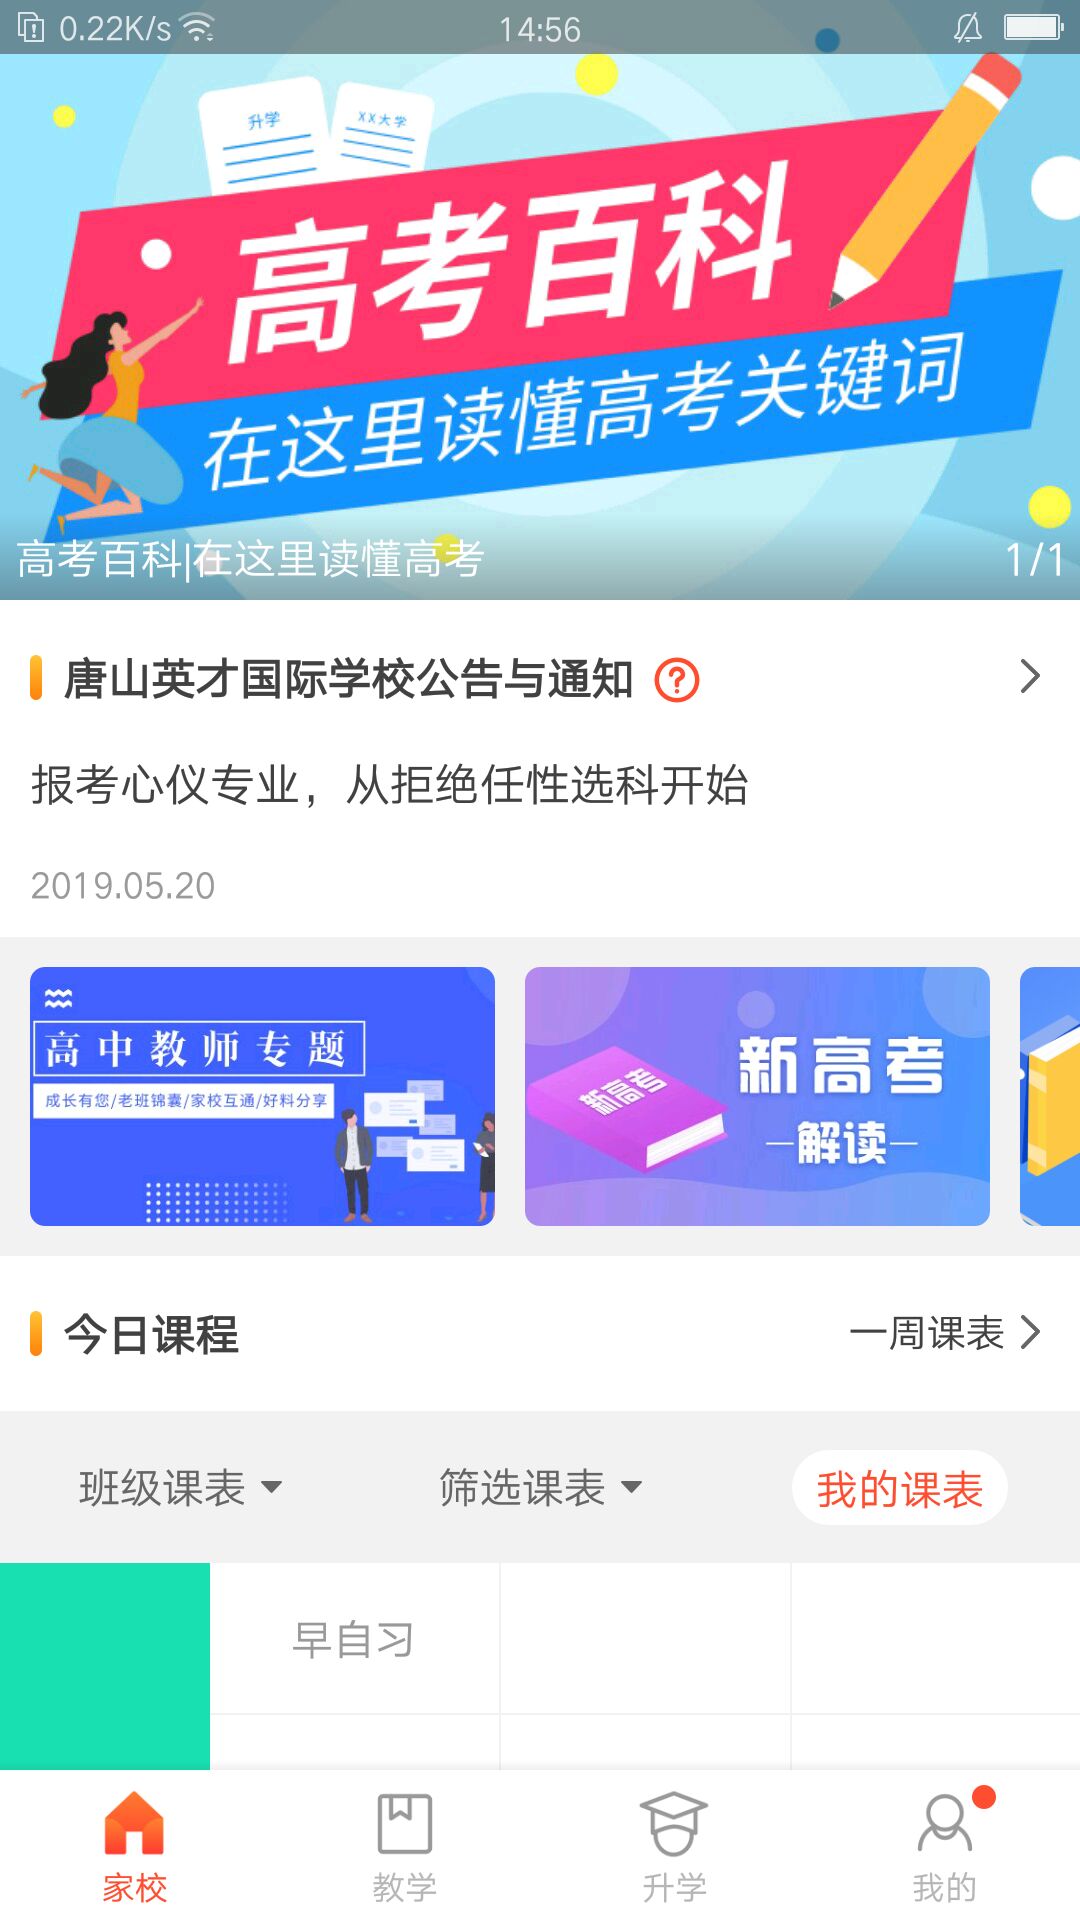 0.22K/s
14:56
升学
XX大学
高考百科
在这里读懂高考关键词
高考百科|在这里读懂高考
1/1
唐山英才国际学校公告与通知
报考心仪专业，从拒绝任性选科开始
2019.05.20
高中教师专题
成长有您/老班锦囊/家校互通/好料分享
新高考
新高考
解读
今日课程
一周课表
班级课表
筛选课表
我的课表
早自习
家校
教学
升学
我的